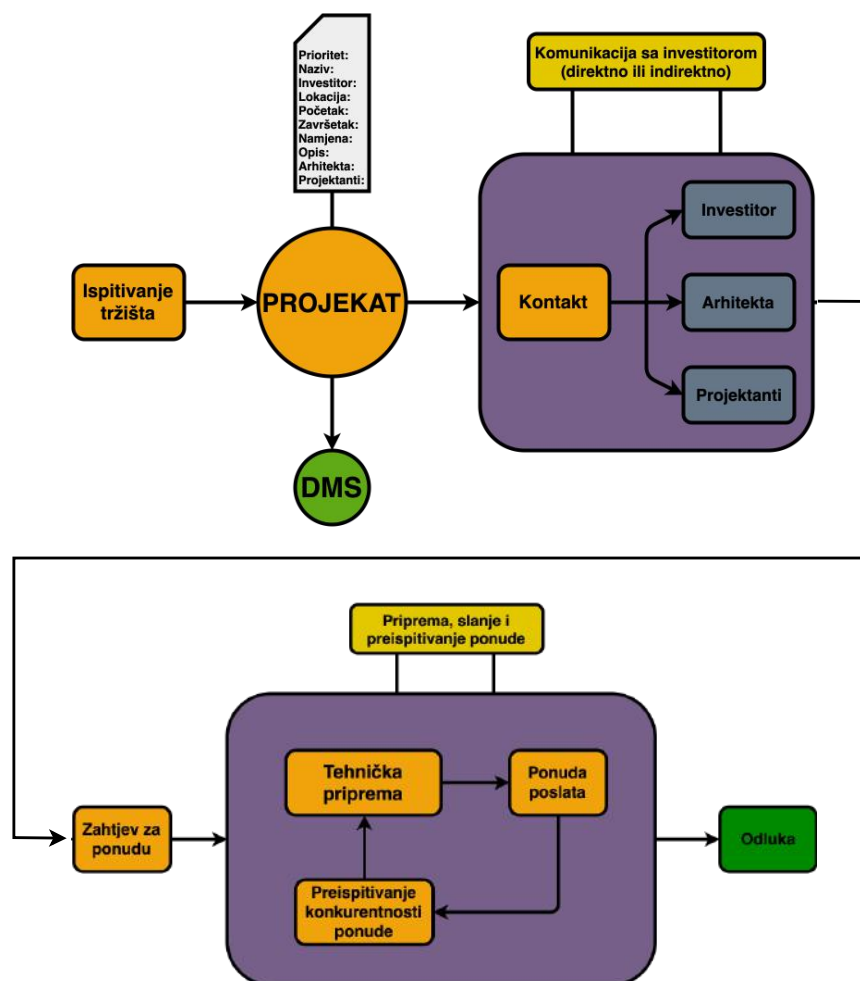 Prioritet:
Naziv:
Investitor:
Lokacija:
Početak:
Završetak:
Namjena:
Opis:
Arhitekta:
Projektanti:
Komunikacija sa investitorom
(direktno ili indirektno)
Ispitivanje
tržišta
PROJEKAT
Kontakt
Investitor
Arhitekta
Projektanti
DMS
Priprema, slanje i
preispitivanje ponude
Zahtjev za
ponudu
Tehnička
priprema
Ponuda
poslata
Preispitivanje
konkurentnosti
ponude
Odluka